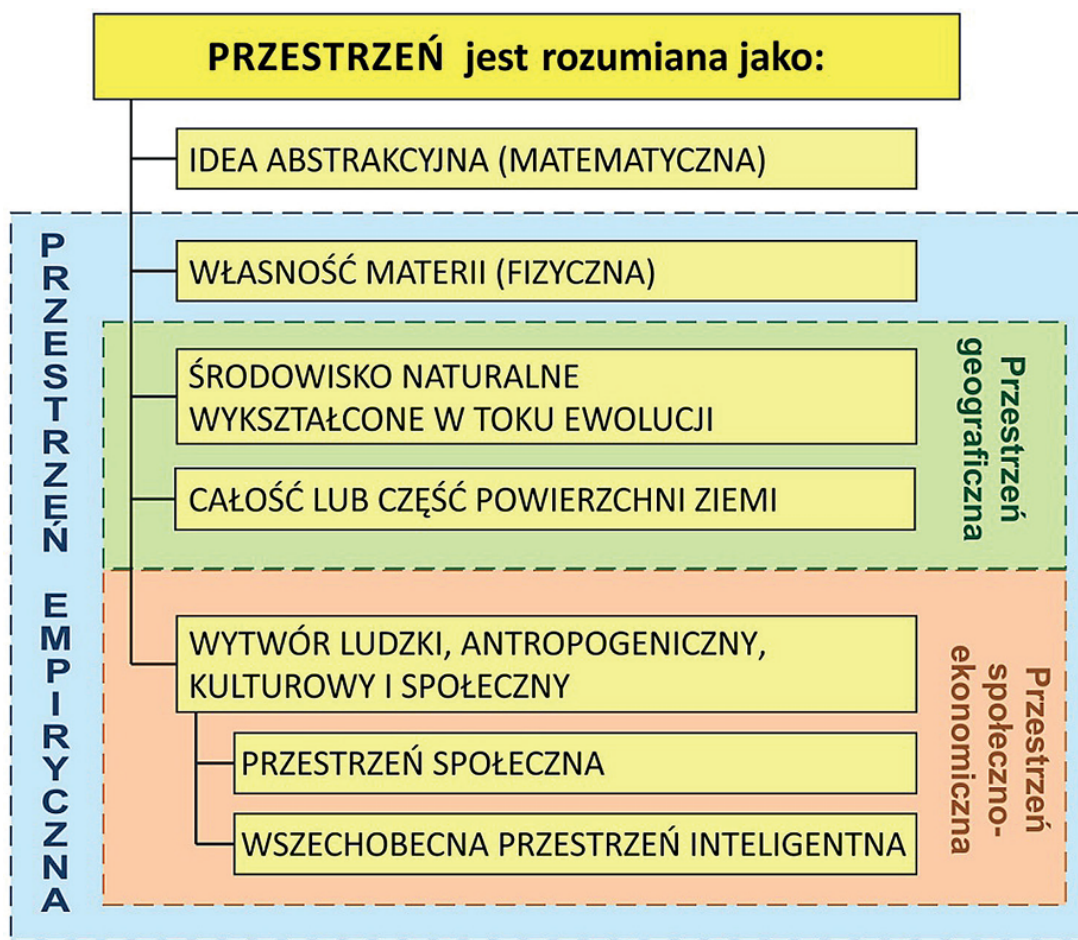 PRZESTRZEŃ jest rozumiana jako:
IDEA ABSTRAKCYJNA (MATEMATYCZNA)
PRZESTRZEŃ EMPIRYCZNA
WŁASNOŚĆ MATERII (FIZYCZNA)
ŚRODOWISKO NATURALNE
WYKSZTAŁCONE W TOKU EWOLUCJI
CAŁOŚĆ LUB CZĘŚĆ POWIERZCHNI ZIEMI
Przestrzeń
geograficzna
WYTWÓR LUDZKI, ANTROPOGENICZNY,
KULTUROWY I SPOŁECZNY
PRZESTRZEŃ SPOŁECZNA
WSZECHOBECNA PRZESTRZEŃ INTELIGENTNA
Przestrzeń
społeczno-
ekonomiczna